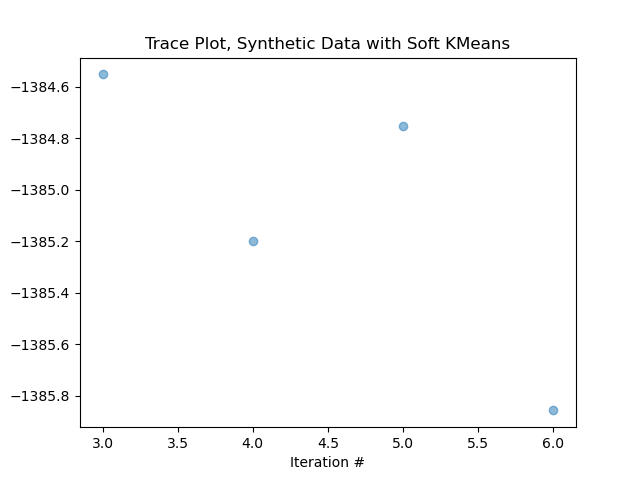 Trace Plot, Synthetic Data with Soft KMeans
−1384.6
−1384.8
−1385.0
−1385.2
−1385.4
−1385.6
−1385.8
3.0 3.5 4.0 4.5 5.0 5.5 6.0
Iteration #